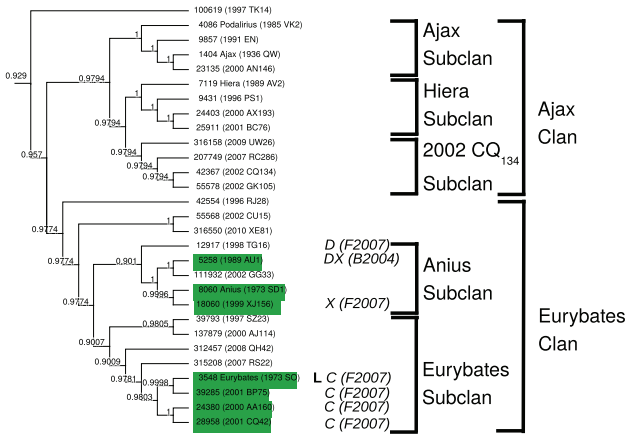 100619 (1997 TK14)
4086 Podalirius (1985 VK2)
9857 (1991 EN)
1404 Ajax (1936 QW)
23135 (2000 AN146)
7119 Hiera (1989 AV2)
9431 (1996 PS1)
24403 (2000 AX193)
25911 (2001 BC76)
316158 (2009 UW26)
207749 (2007 RC286)
42367 (2002 CQ134)
55578 (2002 GK105)
42554 (1996 RJ28)
55568 (2002 CU15)
316550 (2010 XE81)
12917 (1998 TG16) D (F2007)
5258 (1989 AU1) DX (B2004)
111932 (2002 GG33)
8060 Anius (1973 SD1)
18060 (1999 XJ156) X (F2007)
39793 (1997 SZ23)
137879 (2000 AJ114)
312457 (2008 QH42)
315208 (2007 RS22)
3548 Eurybates (1973 SO) L C (F2007)
39285 (2001 BP75) C (F2007)
24380 (2000 AA160) C (F2007)
28958 (2001 CQ42) C (F2007)
0.929
0.957
0.9794
1
1
1
0.9794
1
1
1
0.9794
0.9794
0.9794
0.9774
0.9774
1
0.9774
0.901
1
1
0.9996
0.9007
0.9805
0.9009
0.9781
0.9998
1
0.9803
1
Ajax
Subclan
Hiera
Subclan
2002 CQ134
Subclan
Ajax
Clan
Anius
Subclan
Eurybates
Subclan
Eurybates
Clan